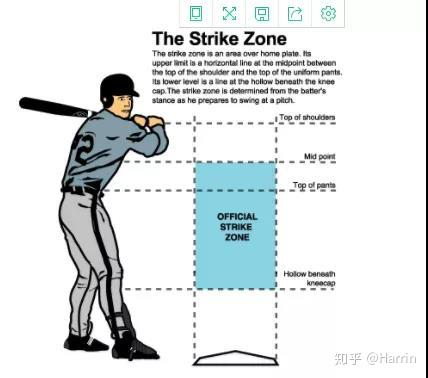 The Strike Zone
The strike zone is an area over home plate. Its
upper limit is a horizontal line at the midpoint between
the top of the shoulder and the top of the uniform pants.
Its lower level is a line at the hollow beneath the knee
cap.The strike zone is determined from the batter's
stance as he prepares to swing at a pitch.
Top of shoulders
Mid point
Top of pants
2
OFFICIAL
STRIKE
ZONE
Hollow beneath
kneecap
知乎 @Harrin